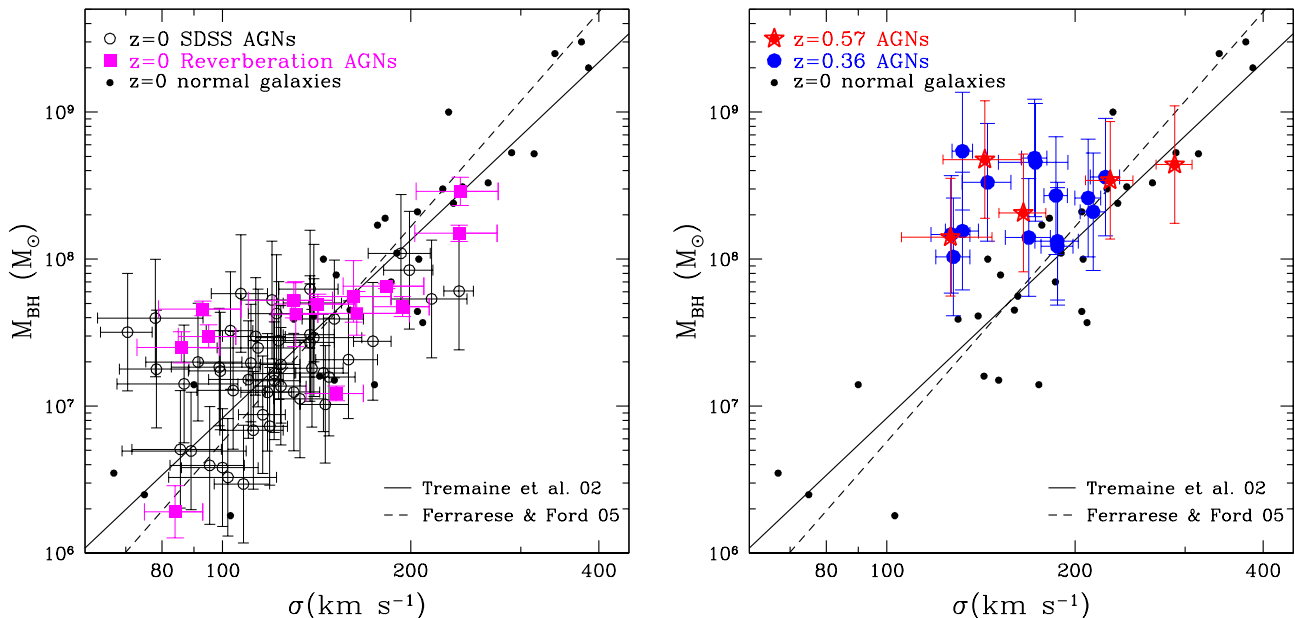 z=0 SDSS AGNs
z=0 Reverberation AGNs
z=0 normal galaxies
10⁹
10⁸
10⁷
10⁶
M_BH (M_⊙)
Tremaine et al. 02
Ferrarese & Ford 05
80 100 200 400
σ(km s⁻¹)
z=0.57 AGNs
z=0.36 AGNs
z=0 normal galaxies
10⁹
10⁸
10⁷
10⁶
M_BH (M_⊙)
Tremaine et al. 02
Ferrarese & Ford 05
80 100 200 400
σ(km s⁻¹)